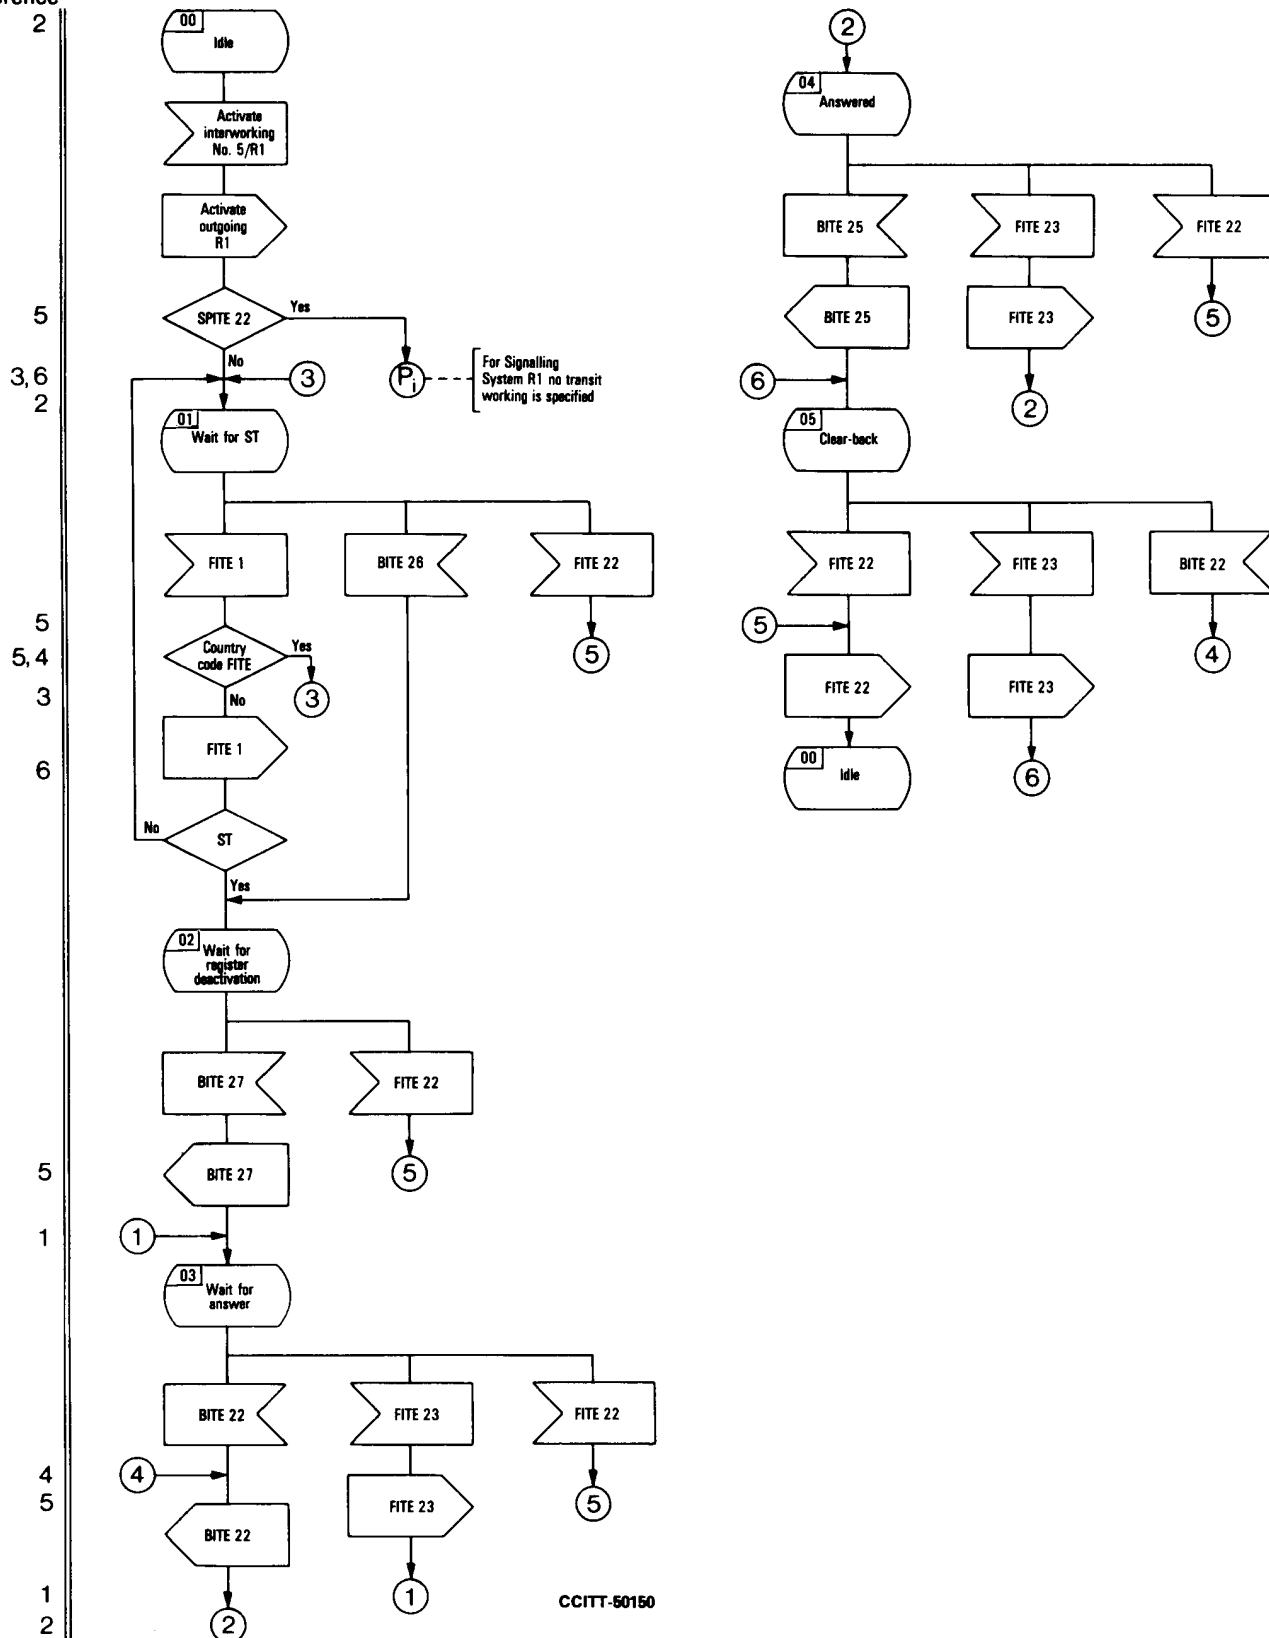 2
00
Idle
Activate
interworking
No. 5/R1
Activate
outgoing
R1
5
SPITE 22
Yes
No
3, 6
3
Pi
For Signalling
System R1 no transit
working is specified
2
01
Wait for ST
FITE 1
BITE 26
FITE 22
5
5
5, 4
Country
code FITE
Yes
3
No
3
FITE 1
6
No
ST
Yes
02
Wait for
register
deactivation
BITE 27
FITE 22
5
BITE 27
5
1
1
03
Wait for
answer
BITE 22
FITE 23
FITE 22
4
4
5
BITE 22
FITE 23
5
1
2
2
1
CCITT-50150
2
04
Answered
BITE 25
FITE 23
FITE 22
BITE 25
FITE 23
5
6
2
05
Clear-back
FITE 22
FITE 23
BITE 22
5
4
FITE 22
FITE 23
00
Idle
6